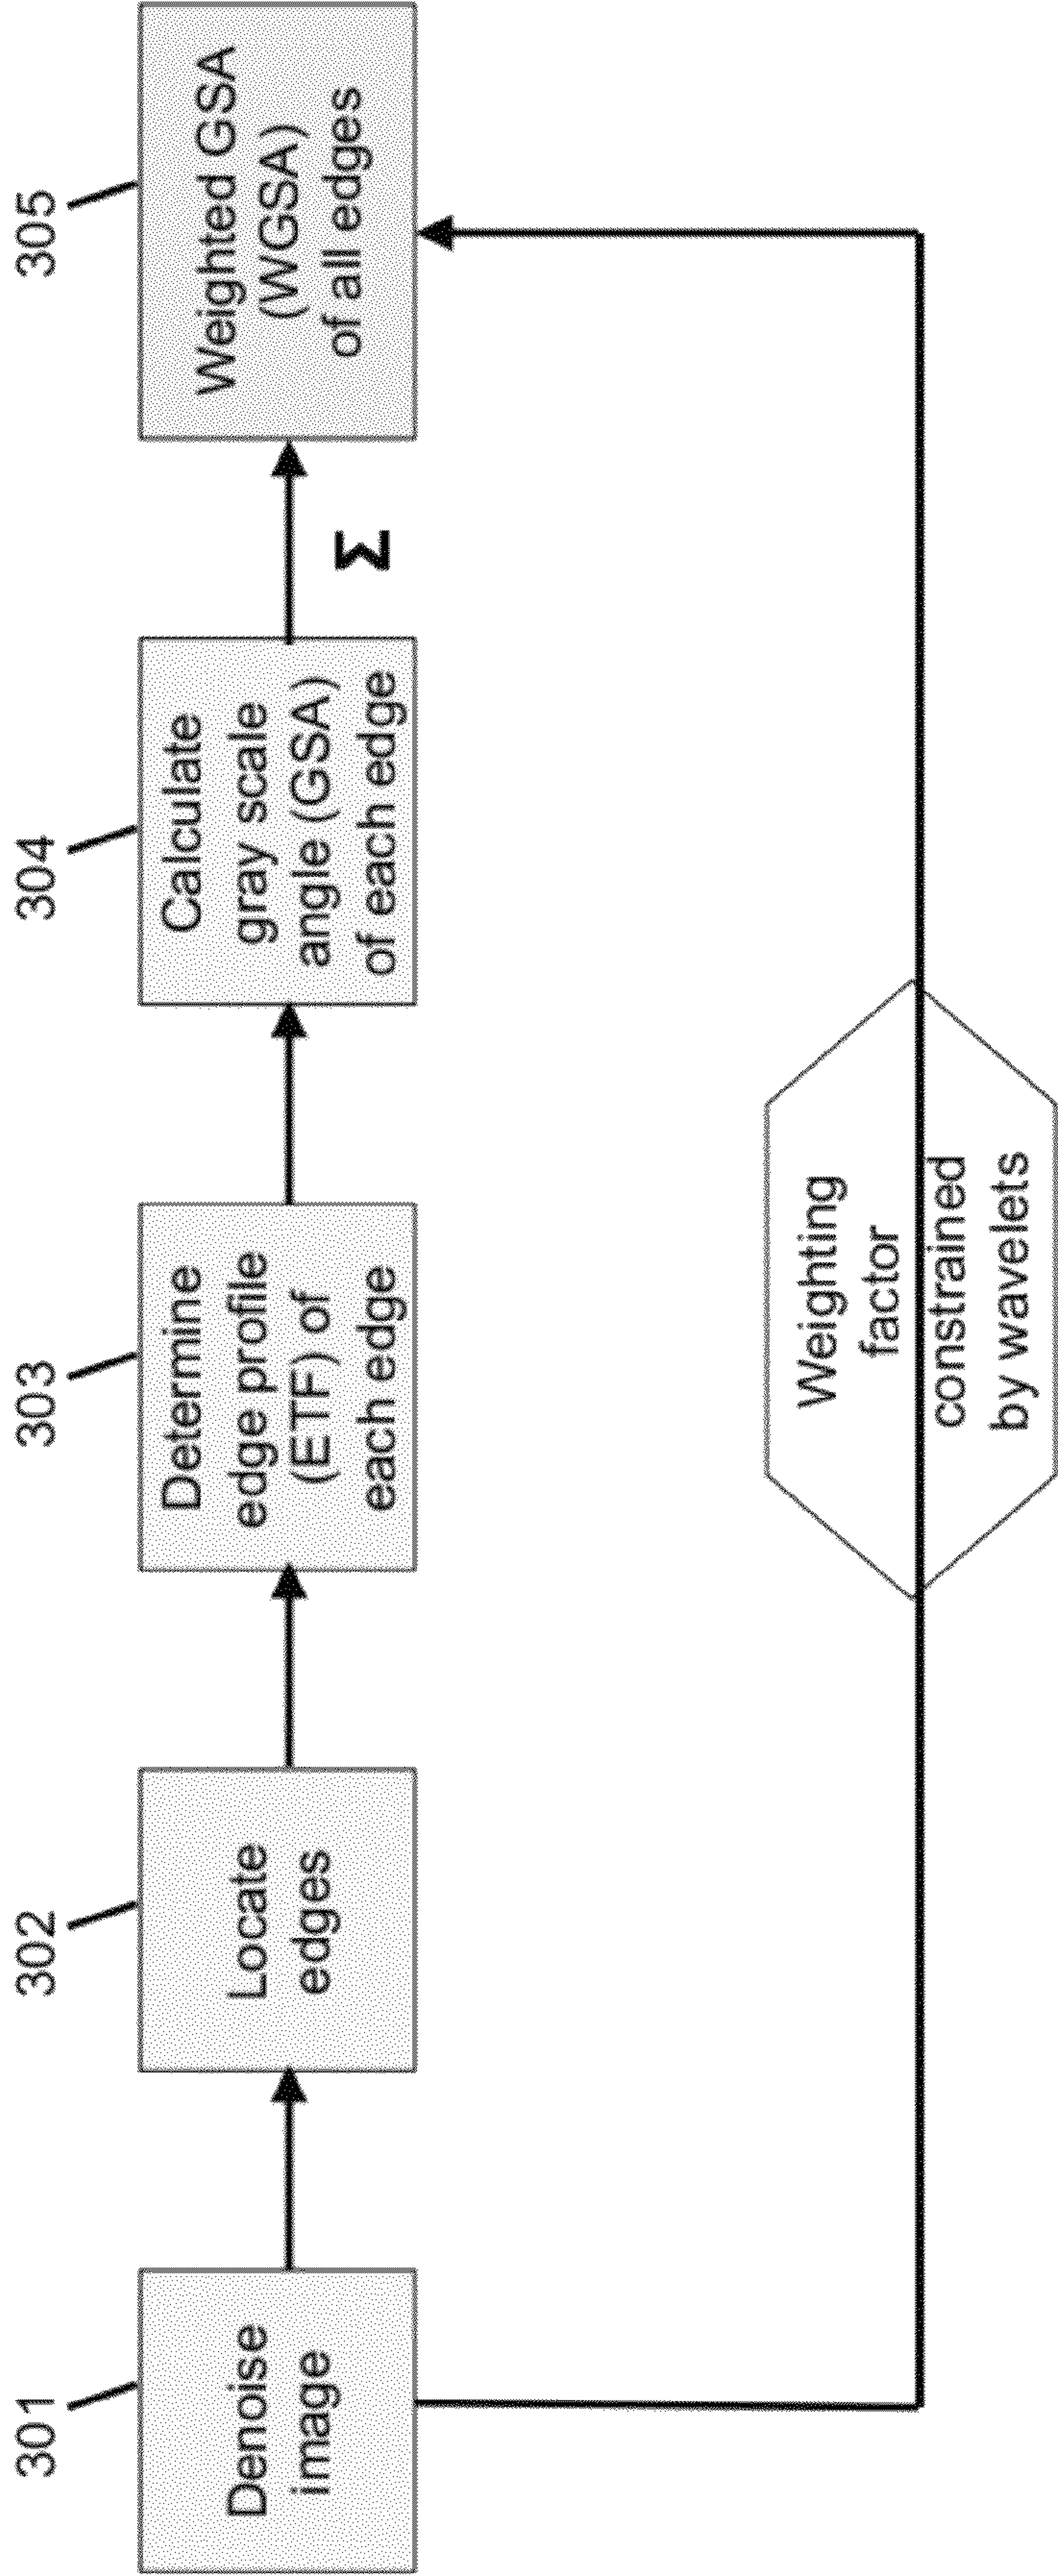 301
Denoise
image
302
Locate
edges
303
Determine
edge profile
(ETF) of
each edge
304
Calculate
gray scale
angle (GSA)
of each edge
Σ
305
Weighted GSA
(WGSA)
of all edges
Weighting
factor
constrained
by wavelets